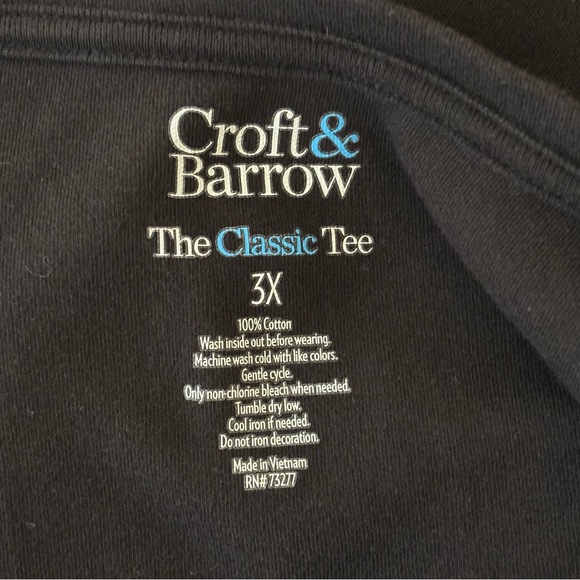 Croft&
Barrow
The Classic Tee
3X
100% Cotton
Wash inside out before wearing.
Machine wash cold with like colors.
Gentle cycle.
Only non-chlorine bleach when needed.
Tumble dry low.
Cool iron if needed.
Do not iron decoration.
Made in Vietnam
RN# 73277